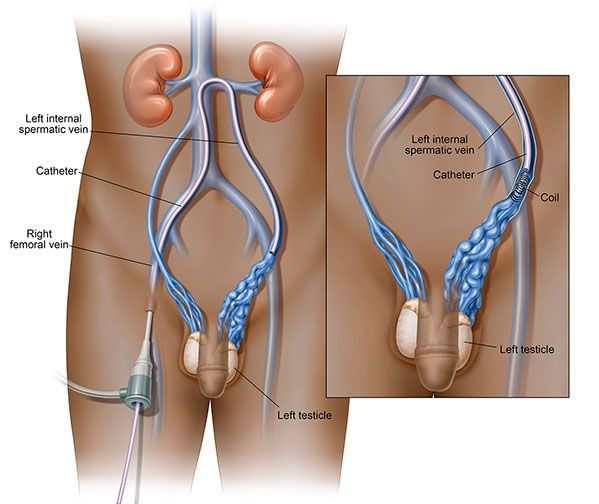 Left internal
spermatic vein
Catheter
Right
femoral vein
Left testicle
Left internal
spermatic vein
Catheter
Coil
Left testicle